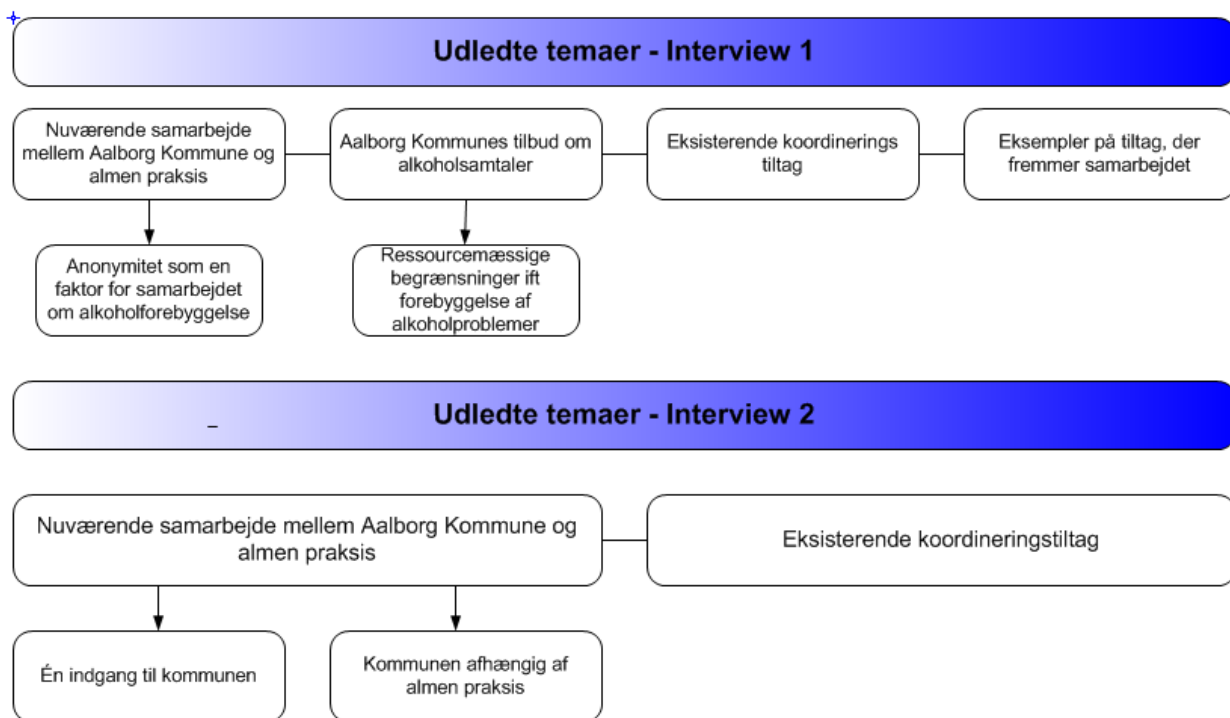 Udledte temaer - Interview 1
Nuværende samarbejde
mellem Aalborg Kommune og
almen praksis
Aalborg Kommunes tilbud om
alkoholsamtaler
Eksisterende koordinerings
tiltag
Eksempler på tiltag, der
fremmer samarbejdet
Anonymitet som en
faktor for samarbejdet
om alkoholforebyggelse
Ressourcemæssige
begrænsninger ift
forebyggelse af
alkoholproblemer
Udledte temaer - Interview 2
Nuværende samarbejde mellem Aalborg Kommune og
almen praksis
Eksisterende koordineringstiltag
Én indgang til kommunen
Kommunen afhængig af
almen praksis